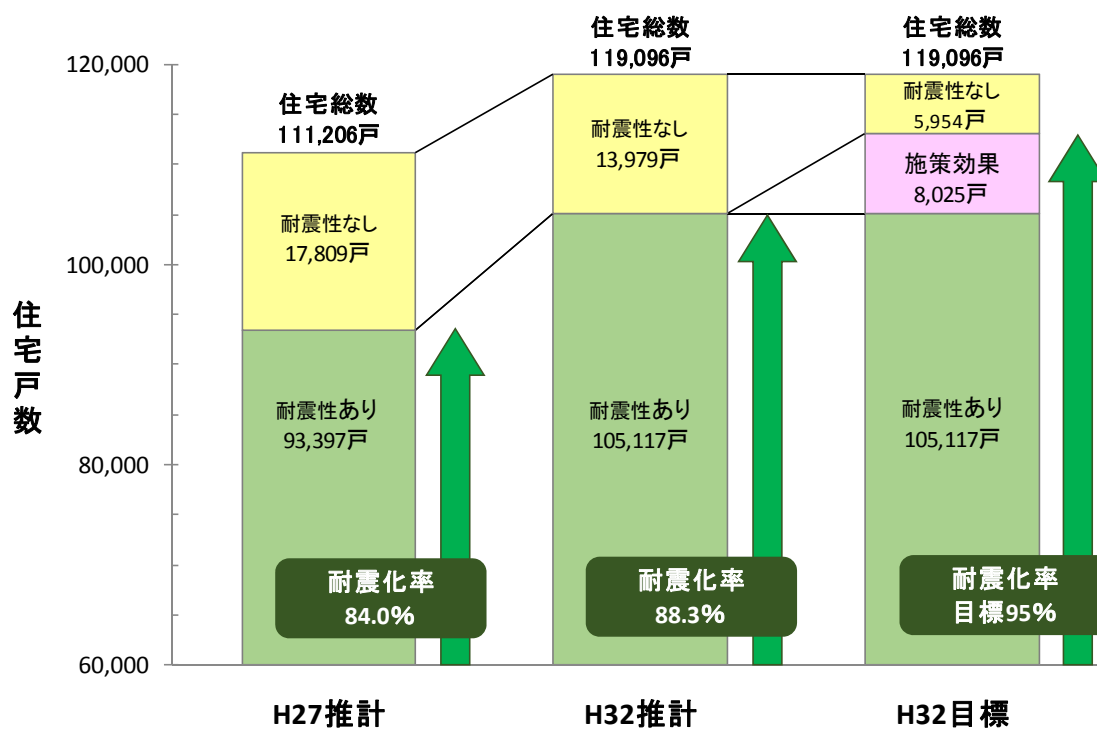 住宅戸数
120,000
100,000
80,000
60,000
住宅総数
111,206戸
耐震性なし
17,809戸
耐震性あり
93,397戸
耐震化率
84.0%
H27推計
住宅総数
119,096戸
耐震性なし
13,979戸
耐震性あり
105,117戸
耐震化率
88.3%
H32推計
住宅総数
119,096戸
耐震性なし
5,954戸
施策効果
8,025戸
耐震性あり
105,117戸
耐震化率
目標95%
H32目標